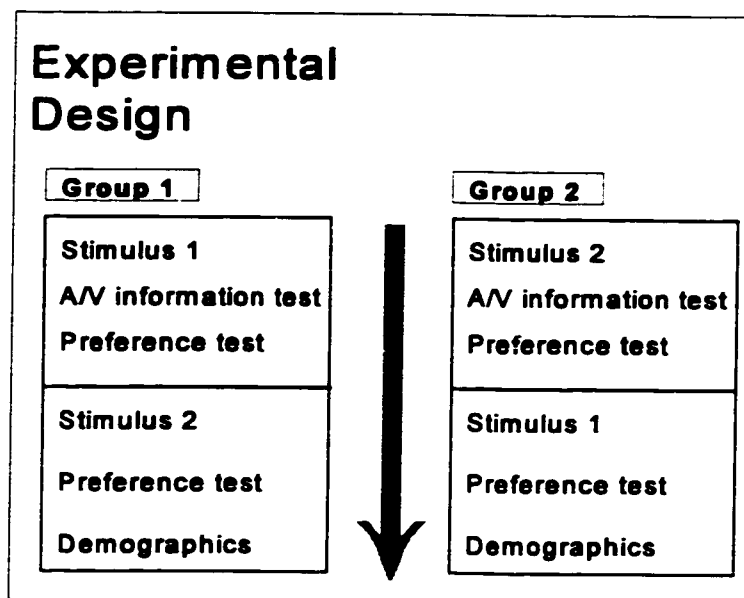 Experimental
Design
Group 1
Stimulus 1
A/V information test
Preference test
Stimulus 2
Preference test
Demographics
Group 2
Stimulus 2
A/V information test
Preference test
Stimulus 1
Preference test
Demographics